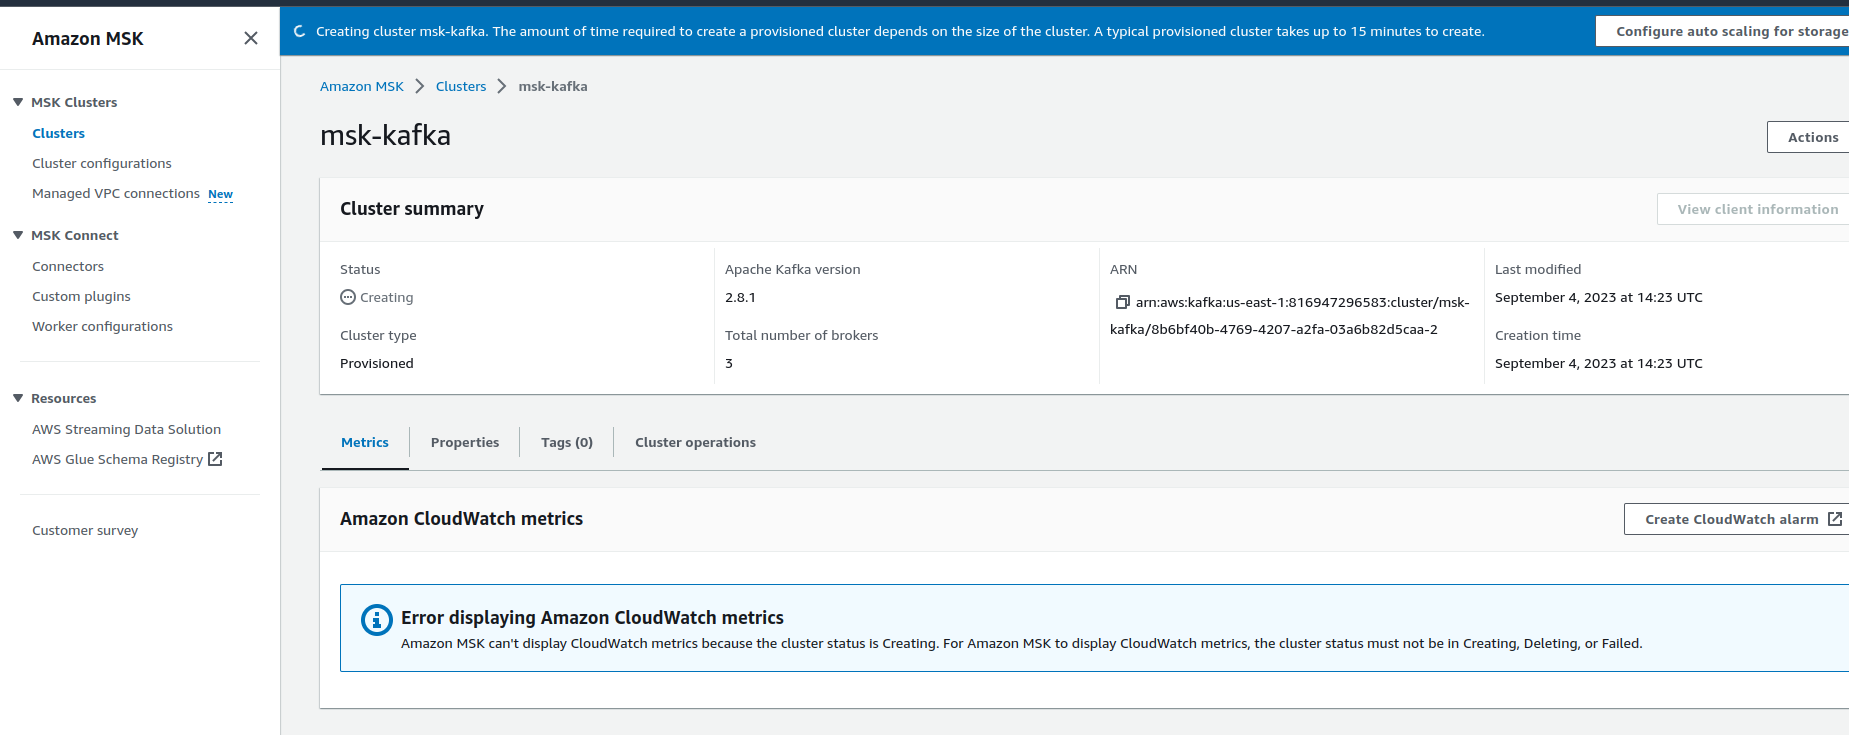 Amazon MSK
MSK Clusters
Clusters
Cluster configurations
Managed VPC connections New
MSK Connect
Connectors
Custom plugins
Worker configurations
Resources
AWS Streaming Data Solution
AWS Glue Schema Registry
Customer survey
Creating cluster msk-kafka. The amount of time required to create a provisioned cluster depends on the size of the cluster. A typical provisioned cluster takes up to 15 minutes to create.
Configure auto scaling for storage
Amazon MSK > Clusters > msk-kafka
msk-kafka
Actions
Cluster summary
View client information
Status
Creating
Cluster type
Provisioned
Apache Kafka version
2.8.1
Total number of brokers
3
ARN
arn:aws:kafka:us-east-1:816947296583:cluster/msk-
kafka/8b6bf40b-4769-4207-a2fa-03a6b82d5caa-2
Last modified
September 4, 2023 at 14:23 UTC
Creation time
September 4, 2023 at 14:23 UTC
Metrics
Properties
Tags (0)
Cluster operations
Amazon CloudWatch metrics
Create CloudWatch alarm
Error displaying Amazon CloudWatch metrics
Amazon MSK can't display CloudWatch metrics because the cluster status is Creating. For Amazon MSK to display CloudWatch metrics, the cluster status must not be in Creating, Deleting, or Failed.